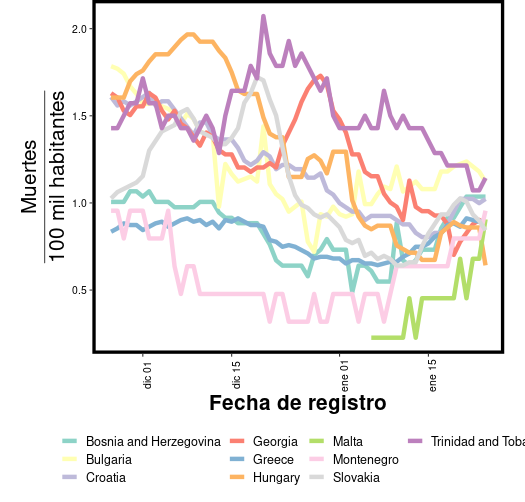 2.0
1.5
1.0
0.5
Muertes
100 mil habitantes
dic 01
dic 15
ene 01
ene 15
Fecha de registro
Bosnia and Herzegovina
Georgia
Malta
Trinidad and Toba
Bulgaria
Greece
Montenegro
Croatia
Hungary
Slovakia